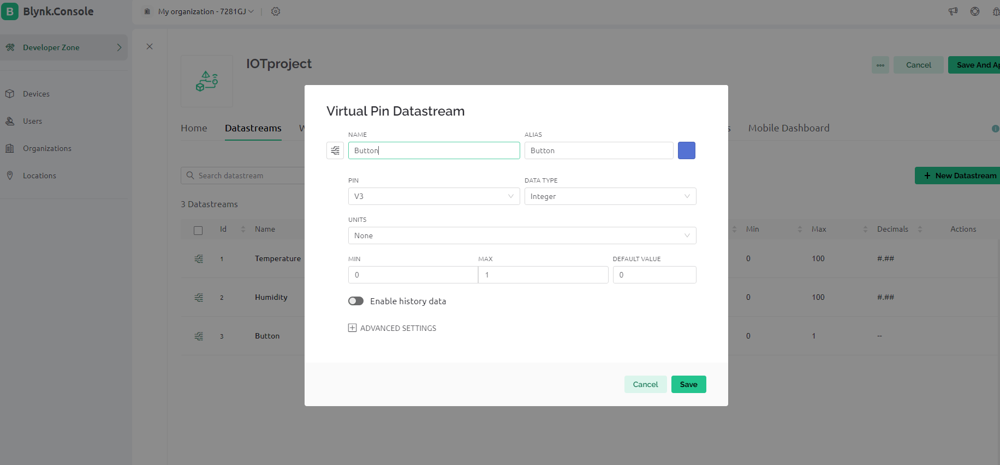 B Blynk.Console
My organization - 7281GJ
Developer Zone
Devices
Users
Organizations
Locations
IOTproject
Cancel
Save And Ap
Home
Datastreams
W
s
Mobile Dashboard
Search datastream
+ New Datastream
3 Datastreams
Id Name Min Max Decimals Actions
1 Temperature 0 100 #.##
2 Humidity 0 100 #.##
3 Button 0 1 --
Virtual Pin Datastream
NAME ALIAS
Button Button
PIN DATA TYPE
V3 Integer
UNITS
None
MIN MAX DEFAULT VALUE
0 1 0
Enable history data
ADVANCED SETTINGS
Cancel Save